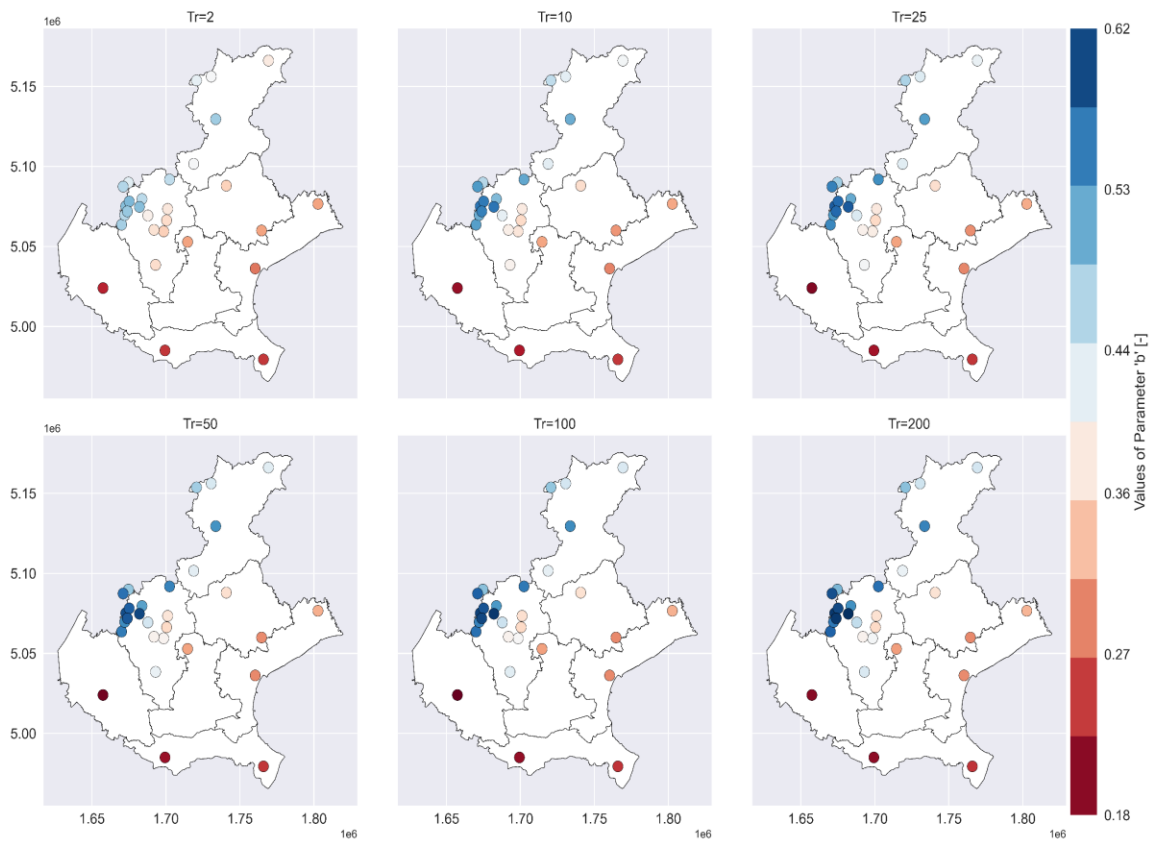 1e6
Tr=2
Tr=10
Tr=25
5.15
5.10
5.05
5.00
1e6
Tr=50
Tr=100
Tr=200
5.15
5.10
5.05
5.00
1.65 1.70 1.75 1.80
1e6
1.65 1.70 1.75 1.80
1e6
1.65 1.70 1.75 1.80
1e6
0.62
0.53
0.44
0.36
0.27
0.18
Values of Parameter 'b' [-]